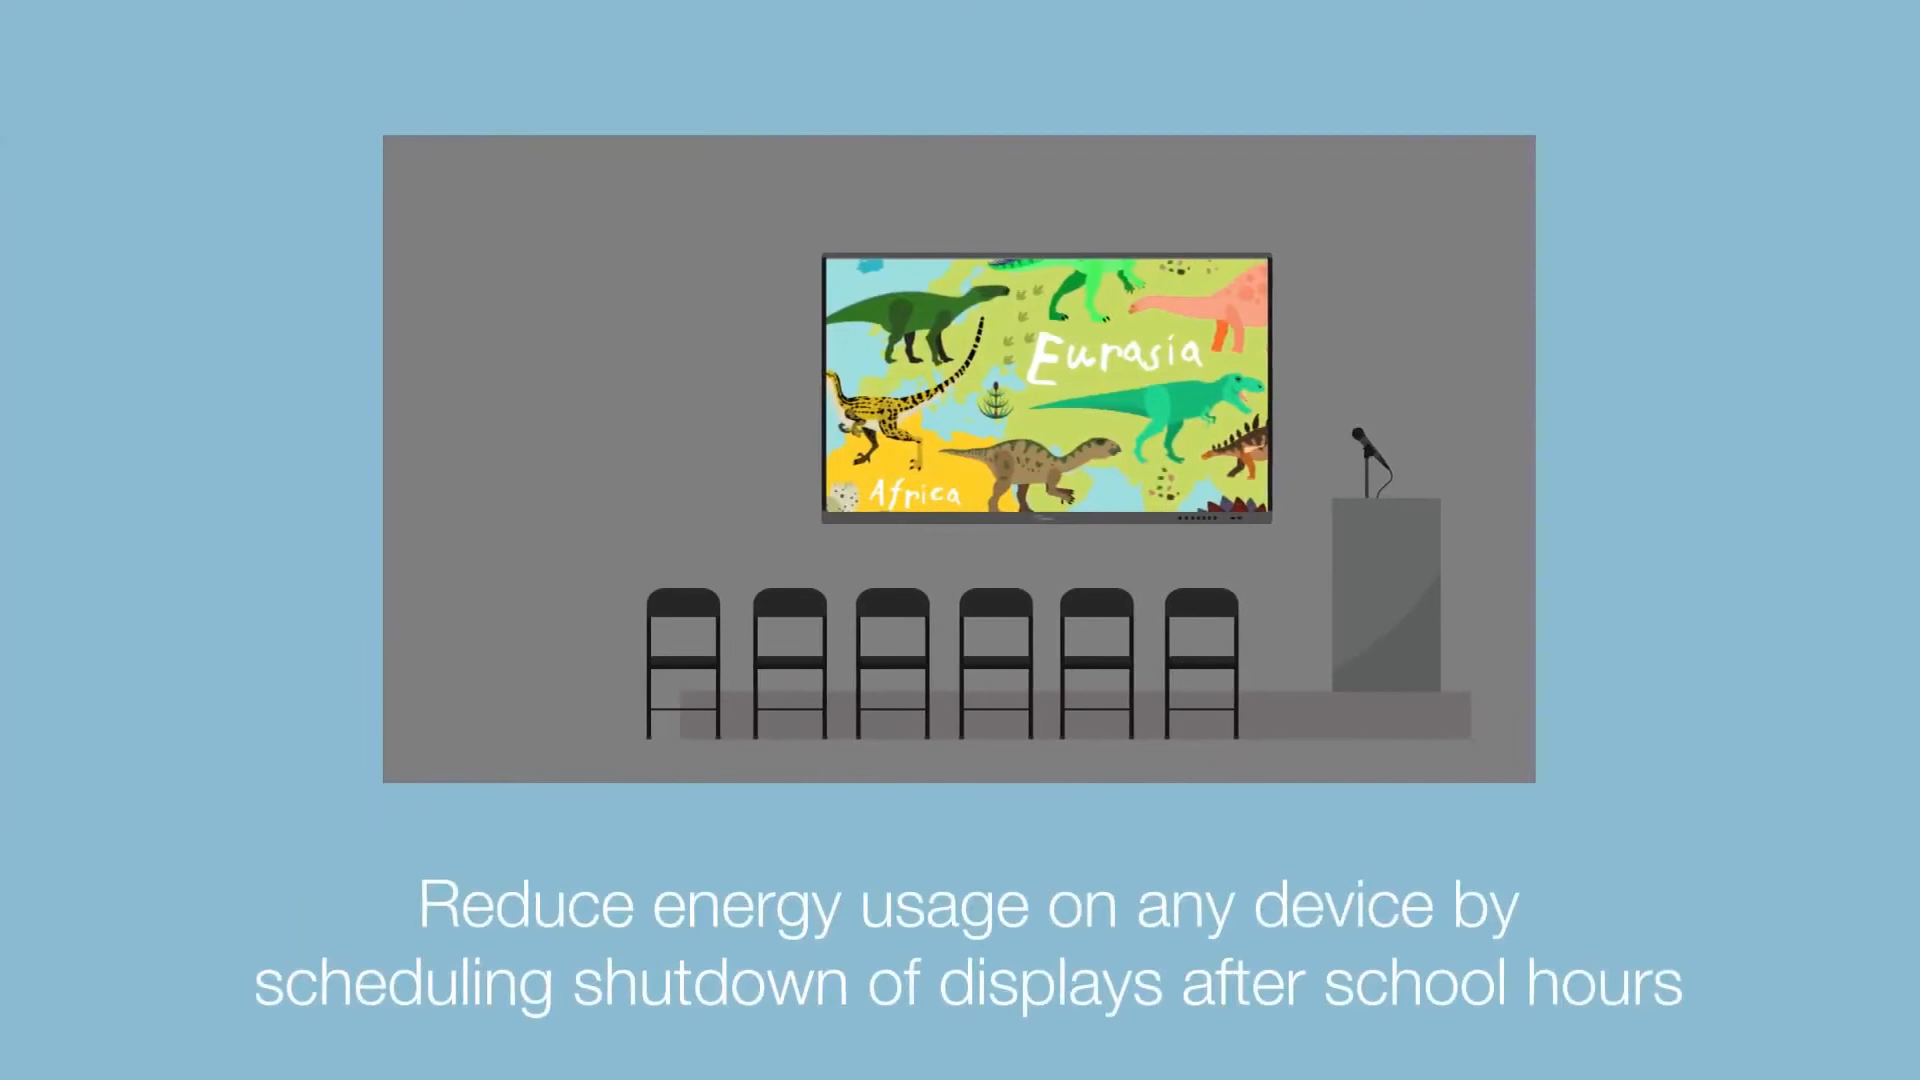 Eurasia
Africa
Reduce energy usage on any device by
scheduling shutdown of displays after school hours